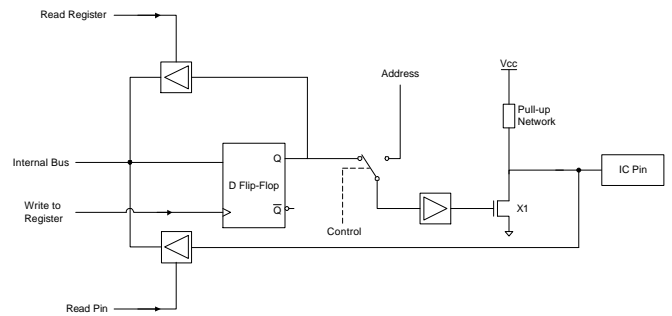 Read Register
Address
Vcc
Pull-up
Network
Internal Bus
Q
D Flip-Flop
IC Pin
Write to
Register
Q
X1
Control
Read Pin